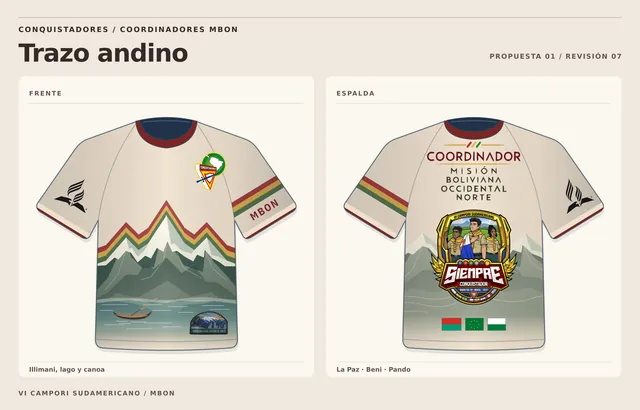 CONQUISTADORES / COORDINADORES MBON
Trazo andino
PROPUESTA 01 / REVISIÓN 07
FRENTE
MBON
Illimani, lago y canoa
ESPALDA
COORDINADOR
MISIÓN
BOLIVIANA
OCCIDENTAL
NORTE
SIEMPRE
CONQUISTADOR
La Paz · Beni · Pando
VI CAMPORI SUDAMERICANO / MBON